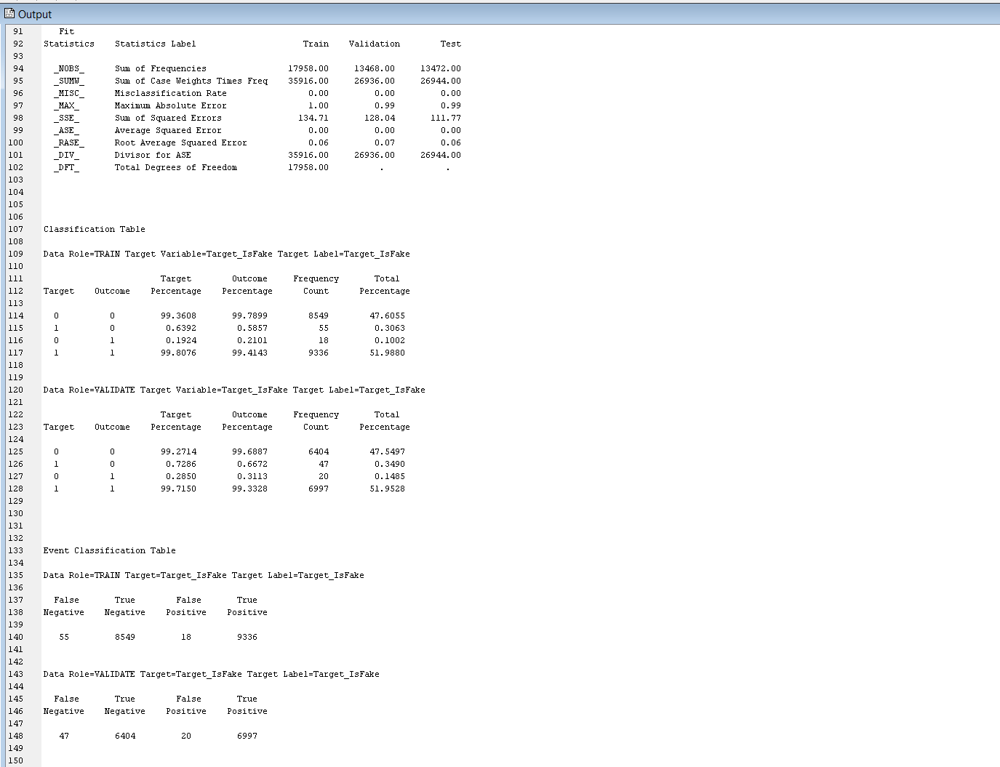 Output
91 Fit
92 Statistics Statistics Label Train Validation Test
93
94 _NOBS_ Sum of Frequencies 17958.00 13468.00 13472.00
95 _SUMW_ Sum of Case Weights Times Freq 35916.00 26936.00 26944.00
96 _MISC_ Misclassification Rate 0.00 0.00 0.00
97 _MAX_ Maximum Absolute Error 1.00 0.99 0.99
98 _SSE_ Sum of Squared Errors 134.71 128.04 111.77
99 _ASE_ Average Squared Error 0.00 0.00 0.00
100 _RASE_ Root Average Squared Error 0.06 0.07 0.06
101 _DIV_ Divisor for ASE 35916.00 26936.00 26944.00
102 _DFT_ Total Degrees of Freedom 17958.00 . .
103
104
105
106
107 Classification Table
108
109 Data Role=TRAIN Target Variable=Target_IsFake Target Label=Target_IsFake
110
111 Target Outcome Frequency Total
112 Target Outcome Percentage Percentage Count Percentage
113
114 0 0 99.3608 99.7899 8549 47.6055
115 1 0 0.6392 0.5857 55 0.3063
116 0 1 0.1924 0.2101 18 0.1002
117 1 1 99.8076 99.4143 9336 51.9880
118
119
120 Data Role=VALIDATE Target Variable=Target_IsFake Target Label=Target_IsFake
121
122 Target Outcome Frequency Total
123 Target Outcome Percentage Percentage Count Percentage
124
125 0 0 99.2714 99.6887 6404 47.5497
126 1 0 0.7286 0.6672 47 0.3490
127 0 1 0.2850 0.3113 20 0.1485
128 1 1 99.7150 99.3328 6997 51.9528
129
130
131
132
133 Event Classification Table
134
135 Data Role=TRAIN Target=Target_IsFake Target Label=Target_IsFake
136
137 False True False True
138 Negative Negative Positive Positive
139
140 55 8549 18 9336
141
142
143 Data Role=VALIDATE Target=Target_IsFake Target Label=Target_IsFake
144
145 False True False True
146 Negative Negative Positive Positive
147
148 47 6404 20 6997
149
150